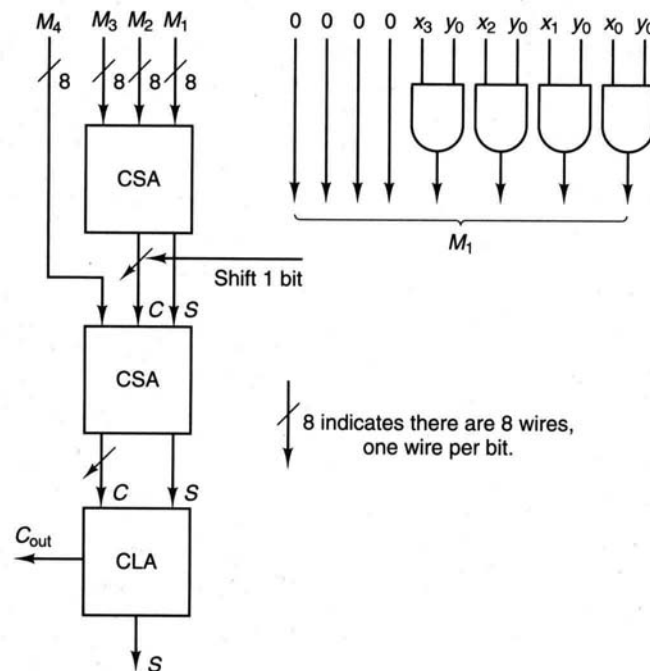 M4 M3 M2 M1
8 8 8 8
CSA
Shift 1 bit
C S
CSA
C S
Cout
CLA
S
0 0 0 0 x3 y0 x2 y0 x1 y0 x0 y0
M1
8 indicates there are 8 wires,
one wire per bit.